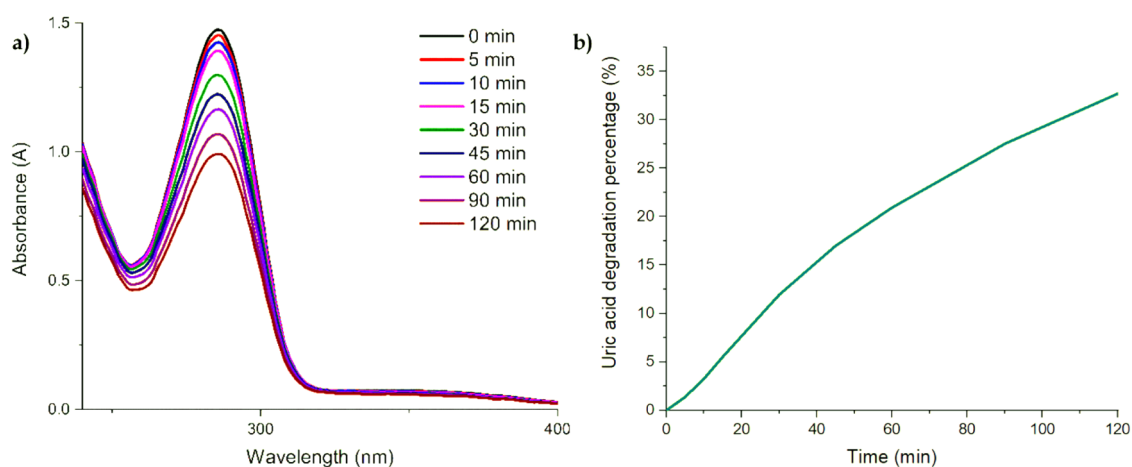 a)
1.5
1.0
0.5
0.0
Absorbance (A)
300
400
Wavelength (nm)
0 min
5 min
10 min
15 min
30 min
45 min
60 min
90 min
120 min
b)
35
30
25
20
15
10
5
0
Uric acid degradation percentage (%)
0
20
40
60
80
100
120
Time (min)